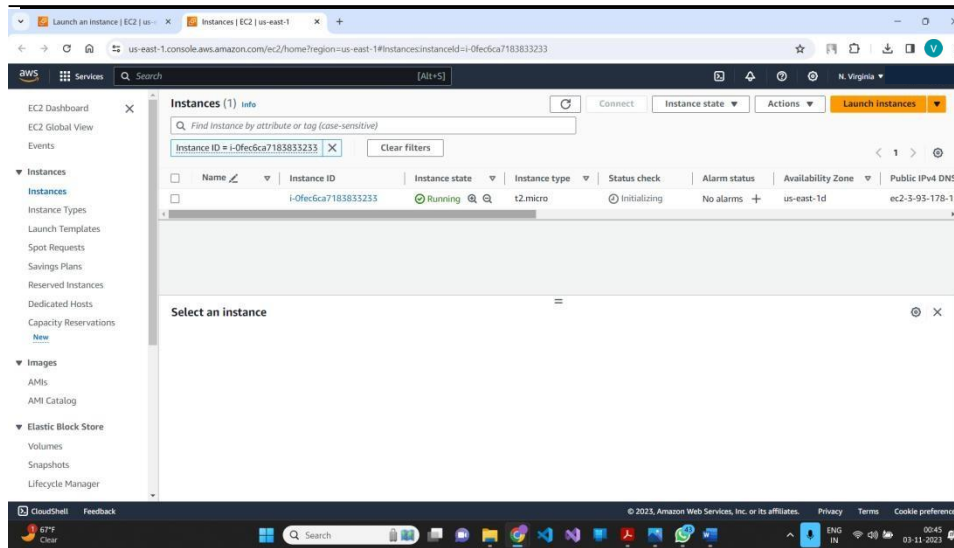 Launch an instance | EC2 | us-e
Instances | EC2 | us-east-1
us-east-1.console.aws.amazon.com/ec2/home?region=us-east-1#Instances:instanceId=i-0fec6ca7183833233
V
aws Services Search [Alt+S] N. Virginia
EC2 Dashboard
EC2 Global View
Events
Instances
Instances
Instance Types
Launch Templates
Spot Requests
Savings Plans
Reserved Instances
Dedicated Hosts
Capacity Reservations
New
Images
AMIs
AMI Catalog
Elastic Block Store
Volumes
Snapshots
Lifecycle Manager
Instances (1) Info Connect Instance state Actions Launch instances
Find Instance by attribute or tag (case-sensitive)
Instance ID = i-0fec6ca7183833233 Clear filters
1
Name Instance ID Instance state Instance type Status check Alarm status Availability Zone Public IPv4 DNS
i-0fec6ca7183833233 Running t2.micro Initializing No alarms us-east-1d ec2-3-93-178-1
Select an instance
CloudShell Feedback © 2023, Amazon Web Services, Inc. or its affiliates. Privacy Terms Cookie preference
1 67°F Search 43 ENG 00:45
Clear IN 03-11-2023